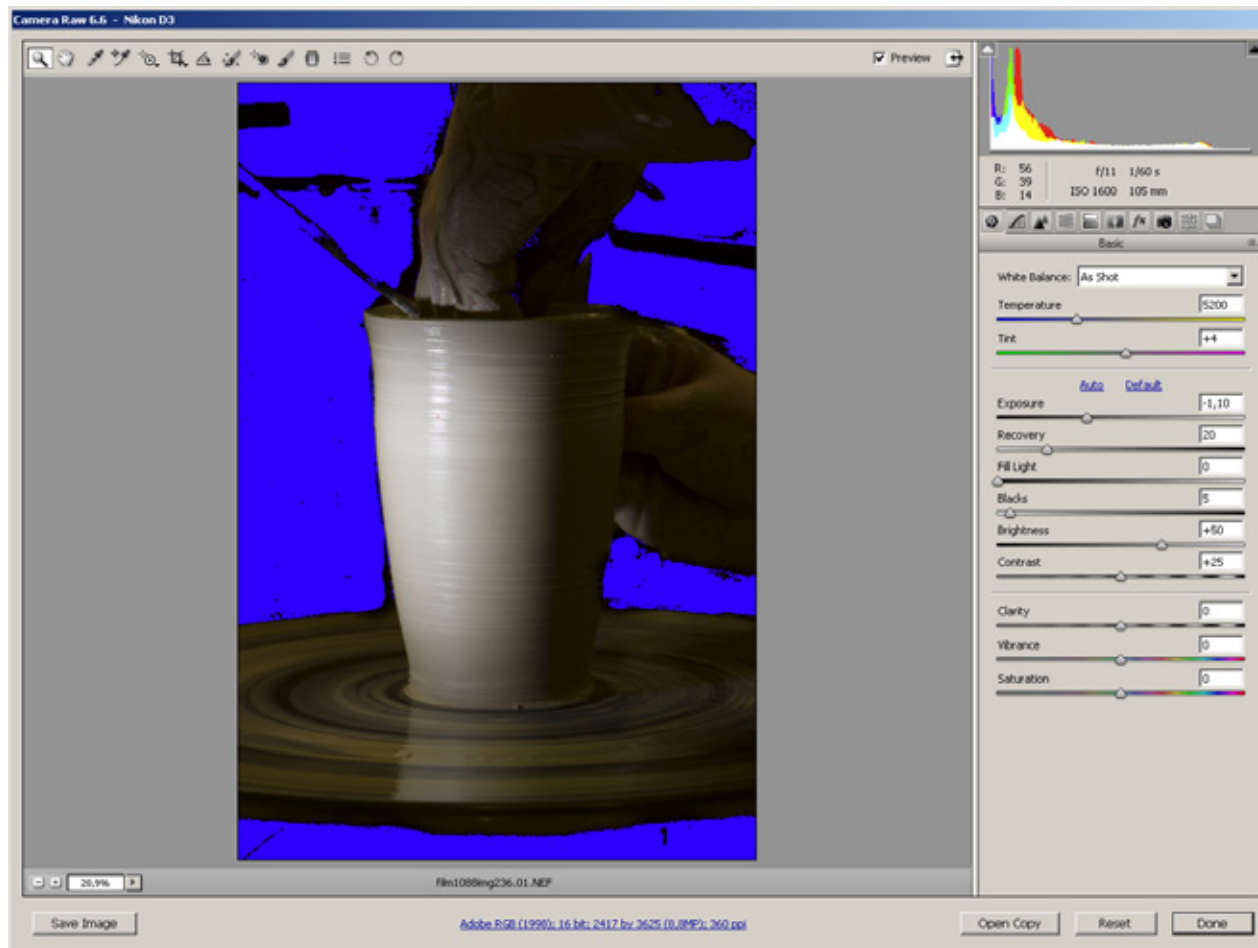 Camera Raw 6.6 - Nikon D3
Preview
R: 56
G: 39
B: 14
f/11 1/60 s
ISO 1600 105 mm
fx
Basic
White Balance: As Shot
Temperature 5200
Tint +4
Auto Default
Exposure -1,10
Recovery 20
Fill Light 0
Blacks 5
Brightness +50
Contrast +25
Clarity 0
Vibrance 0
Saturation 0
- + 20,9%
film1088img236.01.NEF
Save Image
Adobe RGB (1998); 16 bit; 2417 by 3625 (8,8MP); 360 ppi
Open Copy Reset Done